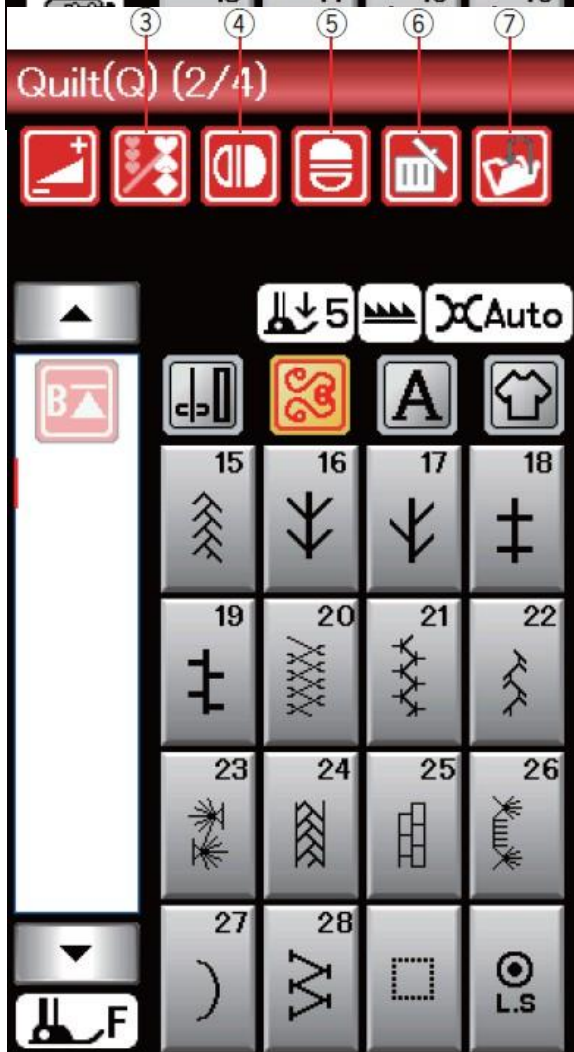 ③ ④ ⑤ ⑥ ⑦
Quilt(Q) (2/4)
5 Auto
B A
15 16 17 18
19 20 21 22
23 24 25 26
27 28
L.S
F